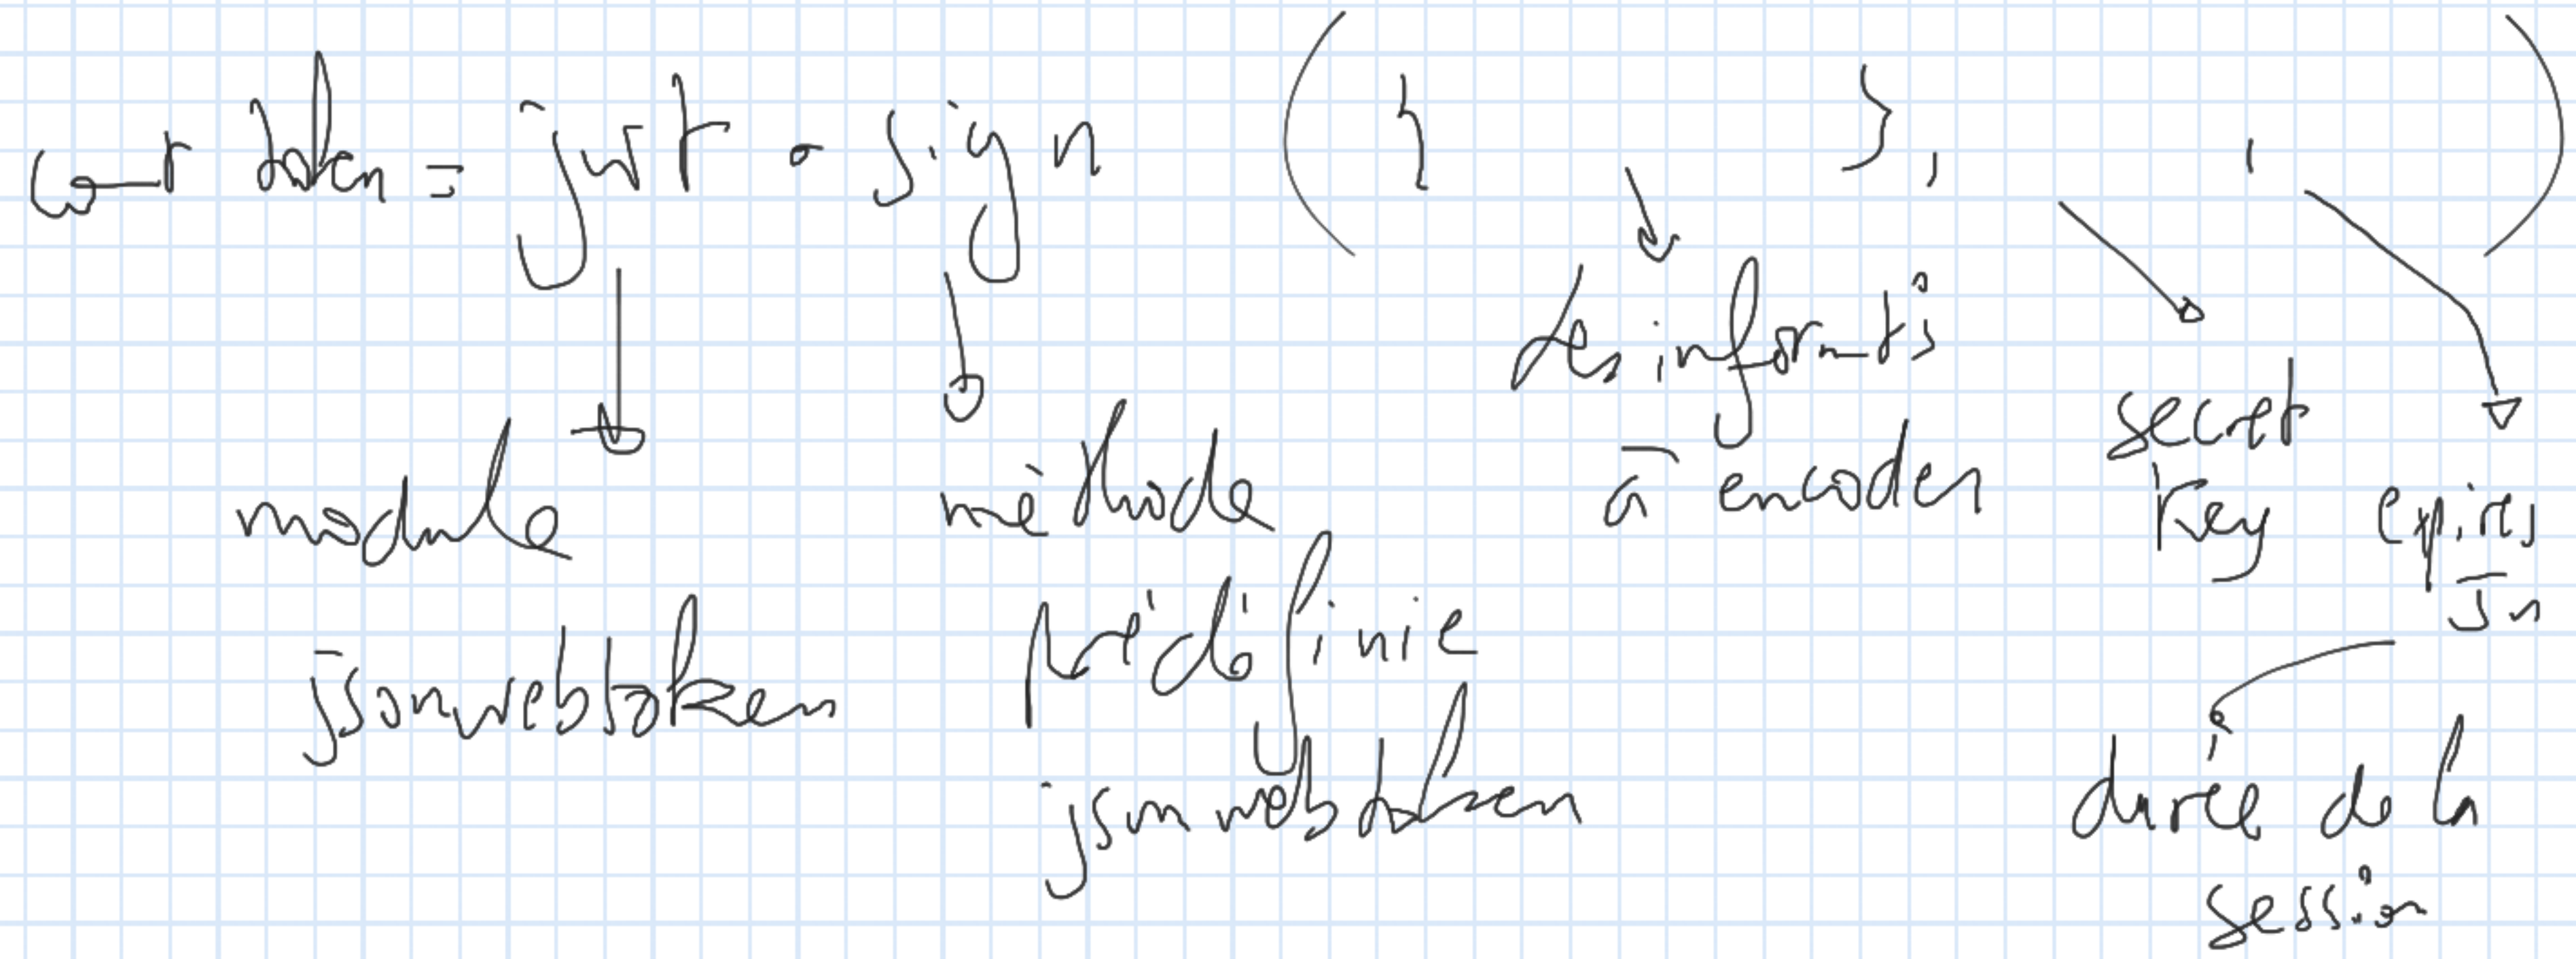 const token = jwt . sign ( { } , , )
des informats
à encoder
secret
key
expires
In
module
jsonwebtoken
méthode
prédéfinie
jsonwebtoken
durée de la
session